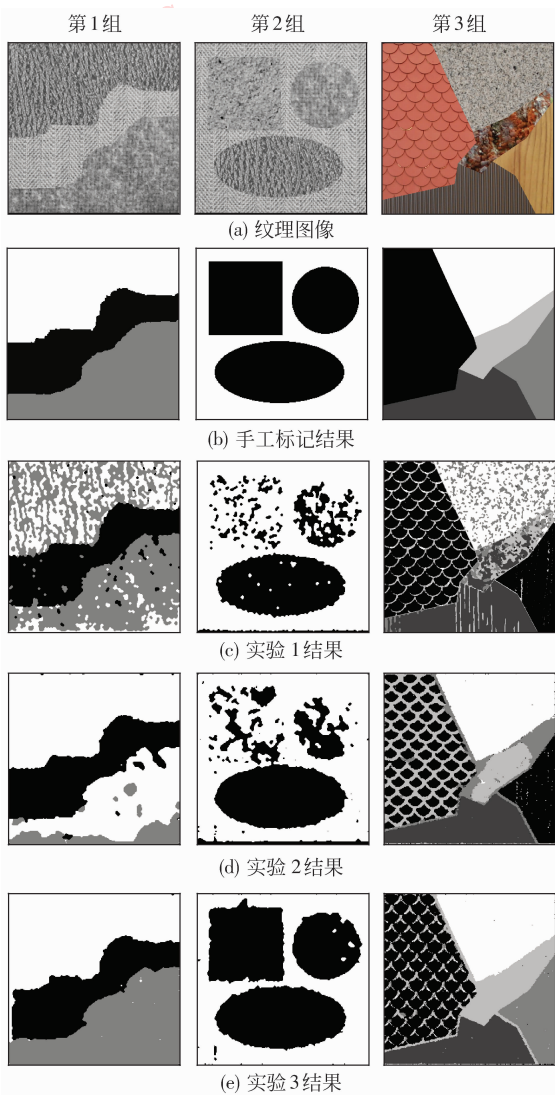 第1组 第2组 第3组
(a) 纹理图像
(b) 手工标记结果
(c) 实验1结果
(d) 实验2结果
(e) 实验3结果